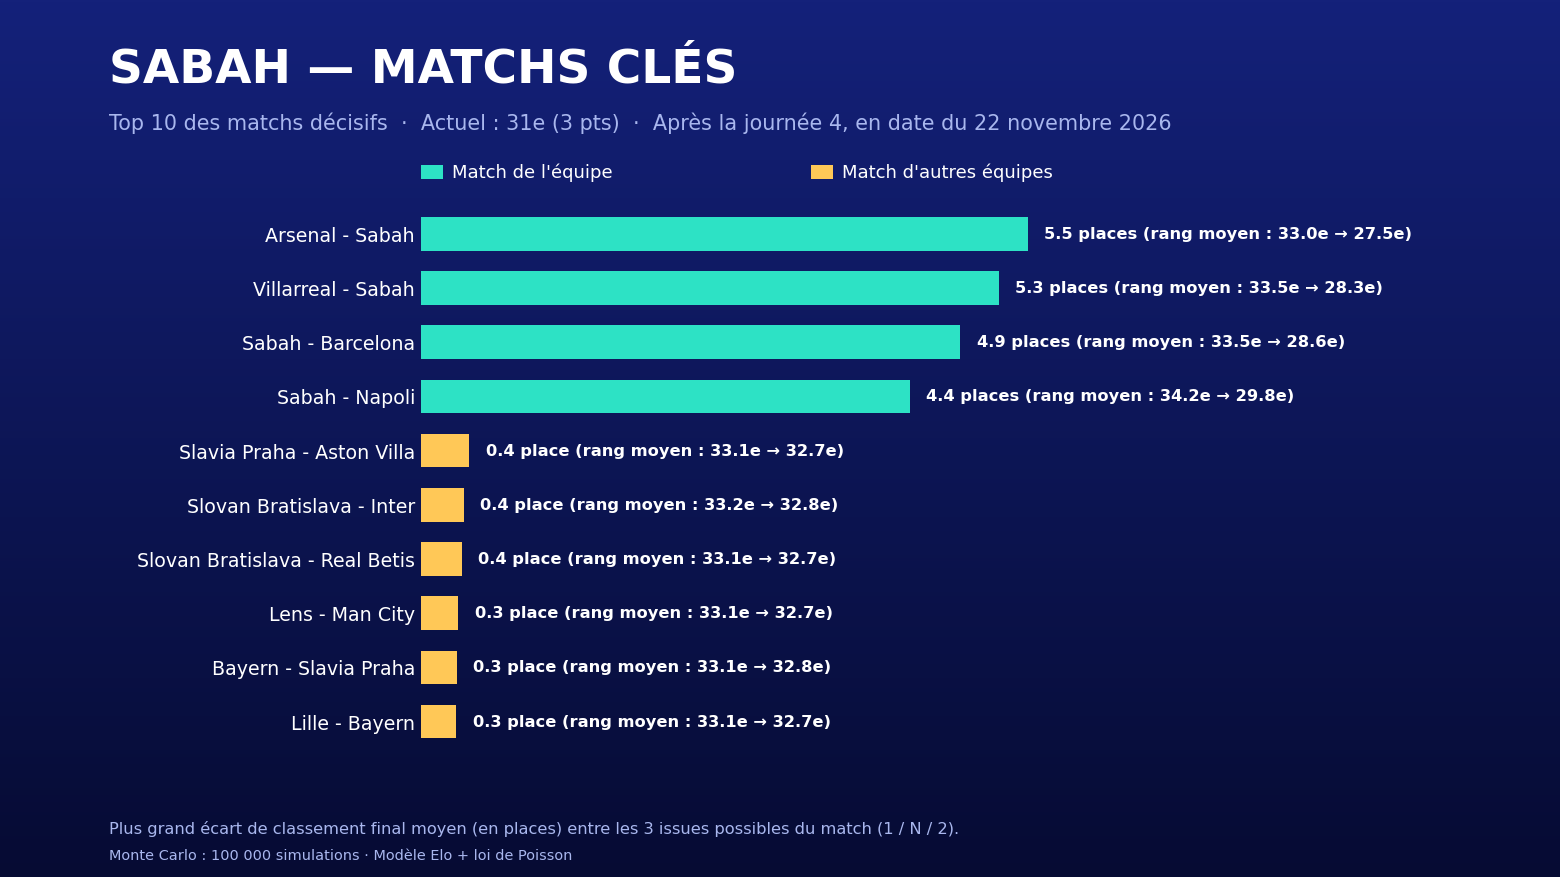 SABAH — MATCHS CLÉS
Top 10 des matchs décisifs · Actuel : 31e (3 pts) · Après la journée 4, en date du 22 novembre 2026
Match de l'équipe
Match d'autres équipes
Arsenal - Sabah 5.5 places (rang moyen : 33.0e → 27.5e)
Villarreal - Sabah 5.3 places (rang moyen : 33.5e → 28.3e)
Sabah - Barcelona 4.9 places (rang moyen : 33.5e → 28.6e)
Sabah - Napoli 4.4 places (rang moyen : 34.2e → 29.8e)
Slavia Praha - Aston Villa 0.4 place (rang moyen : 33.1e → 32.7e)
Slovan Bratislava - Inter 0.4 place (rang moyen : 33.2e → 32.8e)
Slovan Bratislava - Real Betis 0.4 place (rang moyen : 33.1e → 32.7e)
Lens - Man City 0.3 place (rang moyen : 33.1e → 32.7e)
Bayern - Slavia Praha 0.3 place (rang moyen : 33.1e → 32.8e)
Lille - Bayern 0.3 place (rang moyen : 33.1e → 32.7e)
Plus grand écart de classement final moyen (en places) entre les 3 issues possibles du match (1 / N / 2).
Monte Carlo : 100 000 simulations · Modèle Elo + loi de Poisson